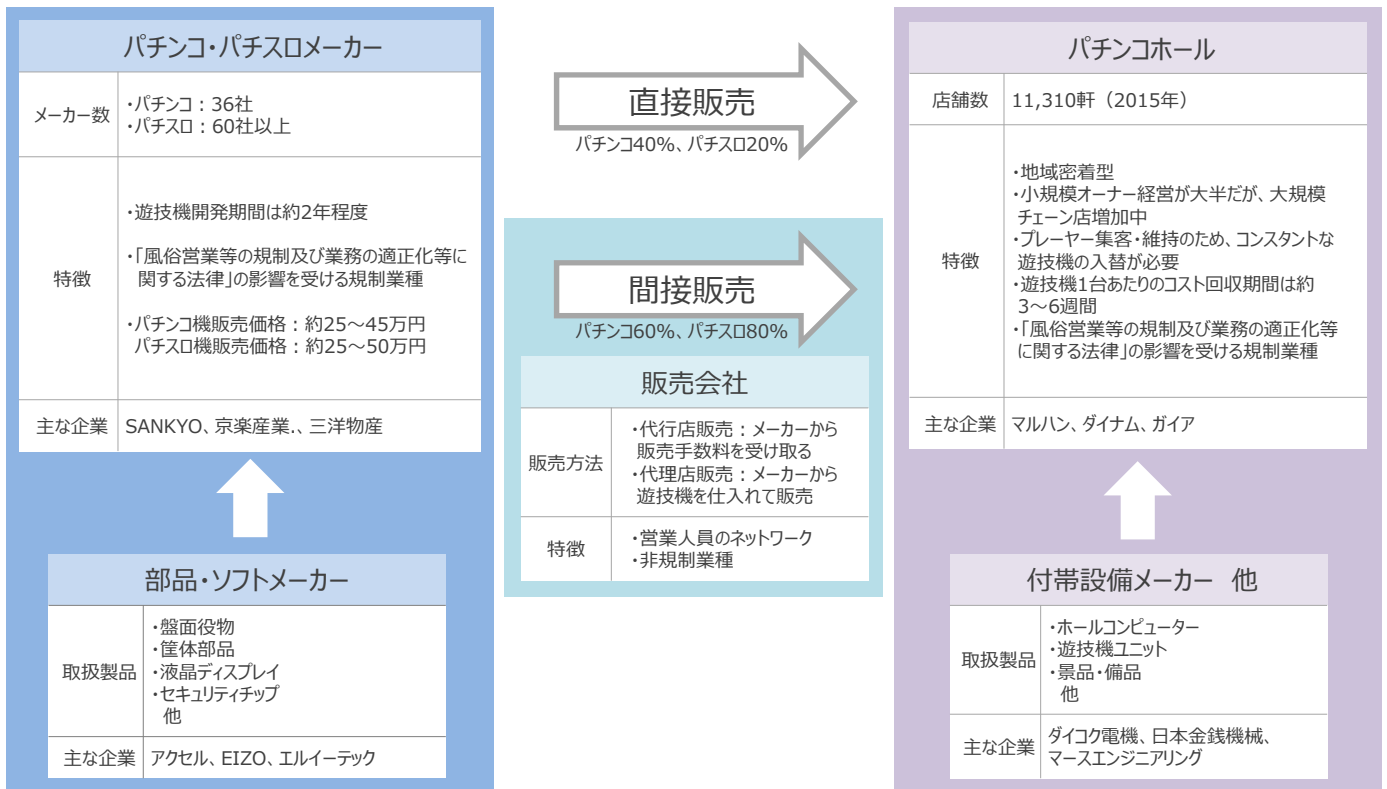 パチンコ・パチスロメーカー
メーカー数
・パチンコ：36社
・パチスロ：60社以上
特徴
・遊技機開発期間は約2年程度
・「風俗営業等の規制及び業務の適正化等に
関する法律」の影響を受ける規制業種
・パチンコ機販売価格：約25～45万円
パチスロ機販売価格：約25～50万円
主な企業
SANKYO、京楽産業.、三洋物産
部品・ソフトメーカー
取扱製品
・盤面役物
・筐体部品
・液晶ディスプレイ
・セキュリティチップ
他
主な企業
アクセル、EIZO、エルイーテック
直接販売
パチンコ40%、パチスロ20%
間接販売
パチンコ60%、パチスロ80%
販売会社
販売方法
・代行店販売：メーカーから
販売手数料を受け取る
・代理店販売：メーカーから
遊技機を仕入れて販売
特徴
・営業人員のネットワーク
・非規制業種
パチンコホール
店舗数
11,310軒（2015年）
特徴
・地域密着型
・小規模オーナー経営が大半だが、大規模
チェーン店増加中
・プレーヤー集客・維持のため、コンスタントな
遊技機の入替が必要
・遊技機1台あたりのコスト回収期間は約
3～6週間
・「風俗営業等の規制及び業務の適正化等
に関する法律」の影響を受ける規制業種
主な企業
マルハン、ダイナム、ガイア
付帯設備メーカー　他
取扱製品
・ホールコンピューター
・遊技機ユニット
・景品・備品
他
主な企業
ダイコク電機、日本金銭機械、
マースエンジニアリング